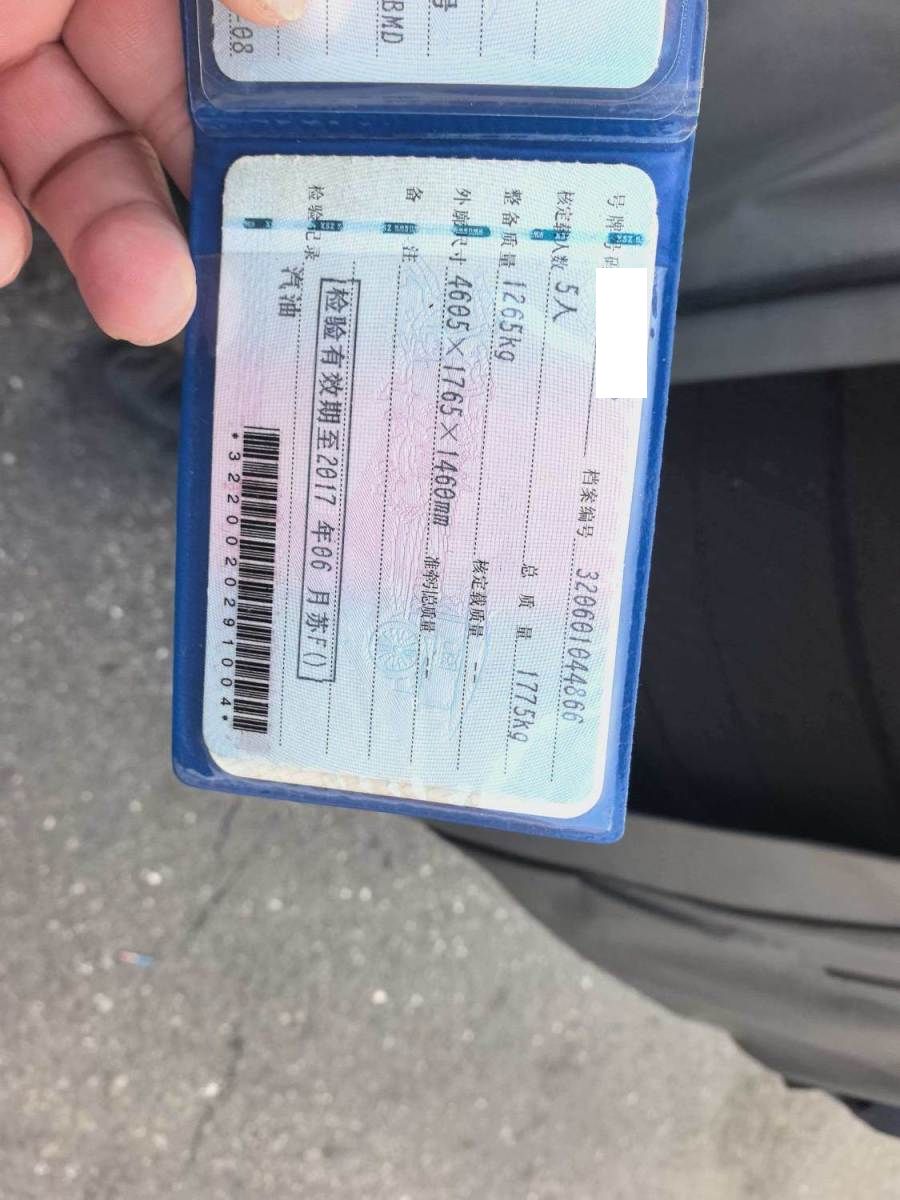 号
BMD
-08
号牌号码 档案编号 320601044866
核定载人数 5人 总质量 1775kg
整备质量 1265kg 核定载质量 --
外廓尺寸 4605×1765×1460mm 准牵引总质量 --
备注
检验记录 检验有效期至2017年06月苏F()
汽油
*3220020291004*